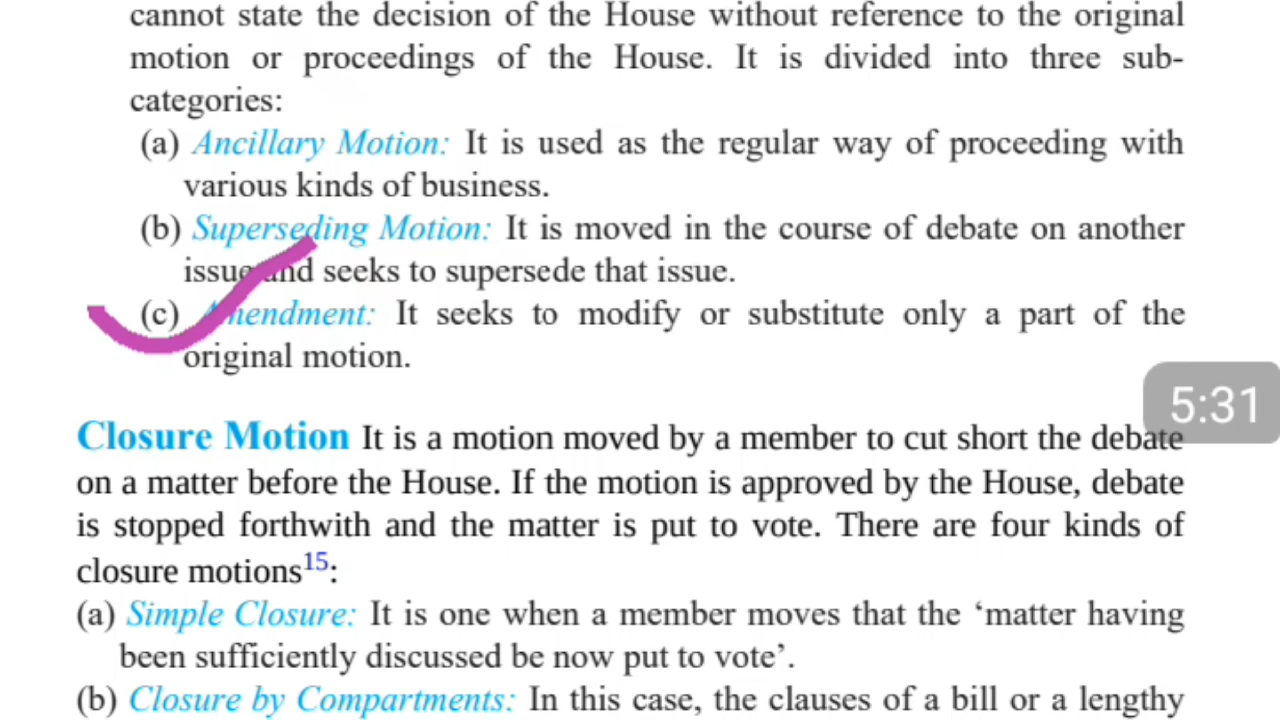 cannot state the decision of the House without reference to the original
motion or proceedings of the House. It is divided into three sub-
categories:
(a) Ancillary Motion: It is used as the regular way of proceeding with
various kinds of business.
(b) Superseding Motion: It is moved in the course of debate on another
issue and seeks to supersede that issue.
(c) Amendment: It seeks to modify or substitute only a part of the
original motion.
5:31
Closure Motion It is a motion moved by a member to cut short the debate
on a matter before the House. If the motion is approved by the House, debate
is stopped forthwith and the matter is put to vote. There are four kinds of
closure motions15:
(a) Simple Closure: It is one when a member moves that the ‘matter having
been sufficiently discussed be now put to vote’.
(b) Closure by Compartments: In this case, the clauses of a bill or a lengthy